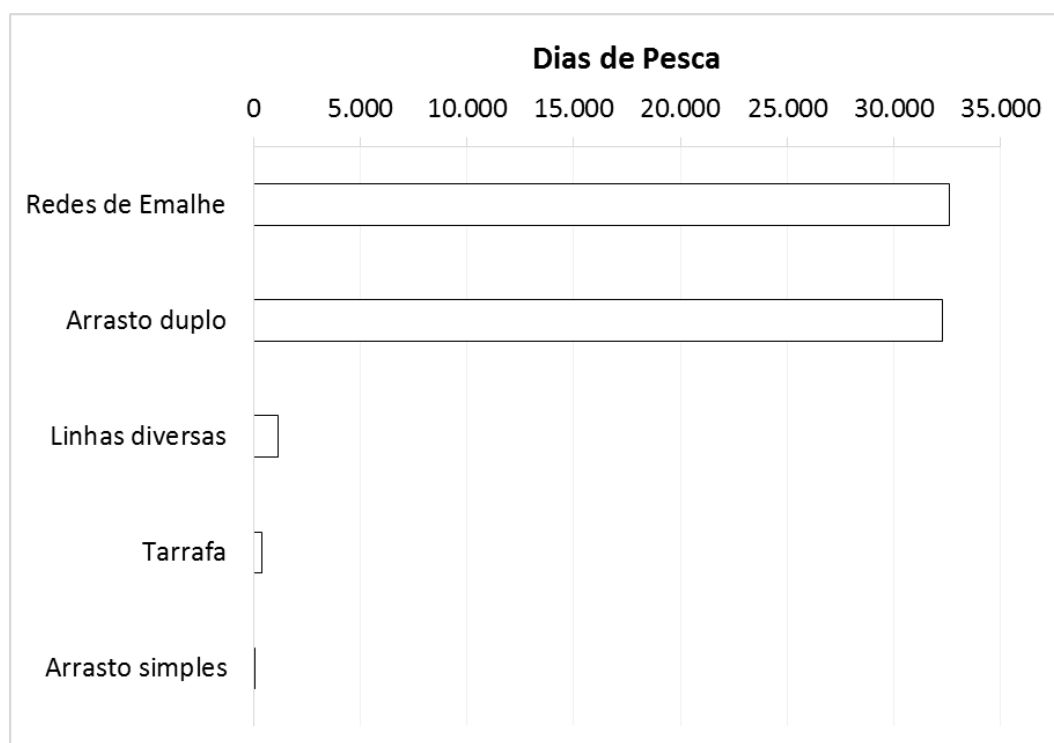 Dias de Pesca
0 5.000 10.000 15.000 20.000 25.000 30.000 35.000
Redes de Emalhe
Arrasto duplo
Linhas diversas
Tarrafa
Arrasto simples